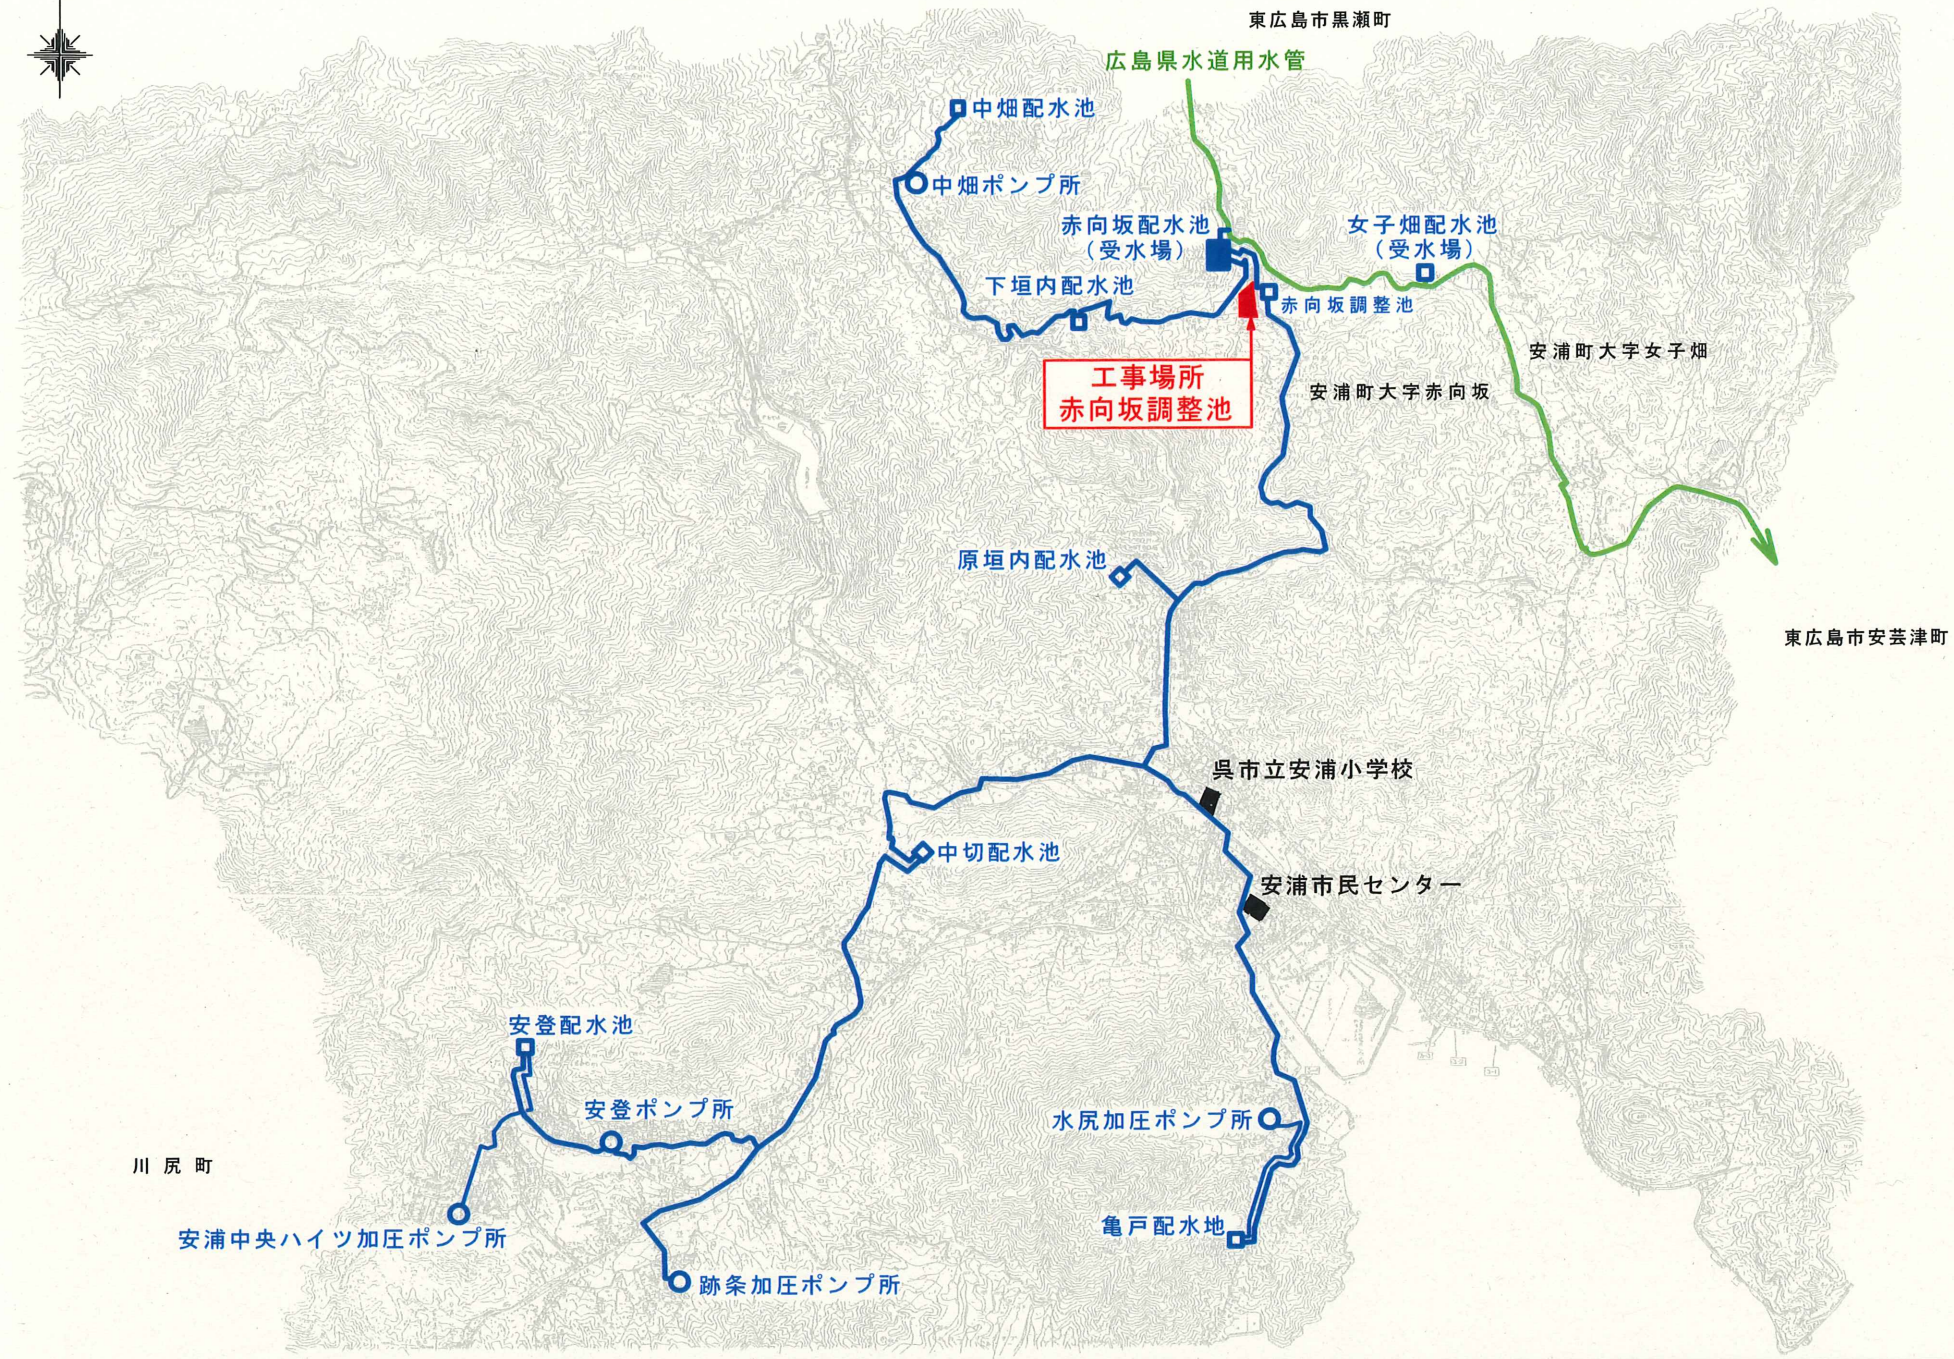 東広島市黒瀬町
広島県水道用水管
中畑配水池
中畑ポンプ所
赤向坂配水池
（受水場）
女子畑配水池
（受水場）
下垣内配水池
赤向坂調整池
安浦町大字女子畑
工事場所
赤向坂調整池
安浦町大字赤向坂
原垣内配水池
東広島市安芸津町
呉市立安浦小学校
中切配水池
安浦市民センター
安登配水池
安登ポンプ所
水尻加圧ポンプ所
川尻町
亀戸配水地
安浦中央ハイツ加圧ポンプ所
跡条加圧ポンプ所